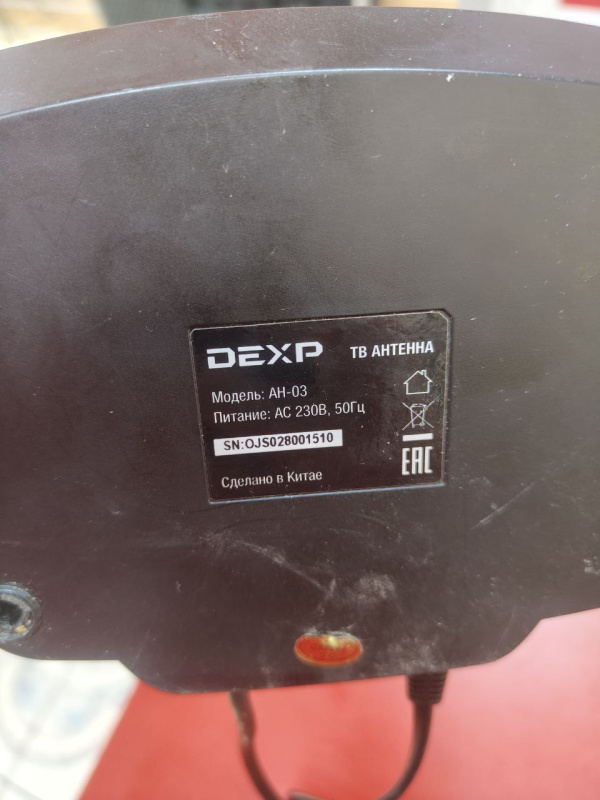 DEXP ТВ АНТЕННА
Модель: АН-03
Питание: АС 230В, 50Гц
SN:OJS028001510
Сделано в Китае
EAC